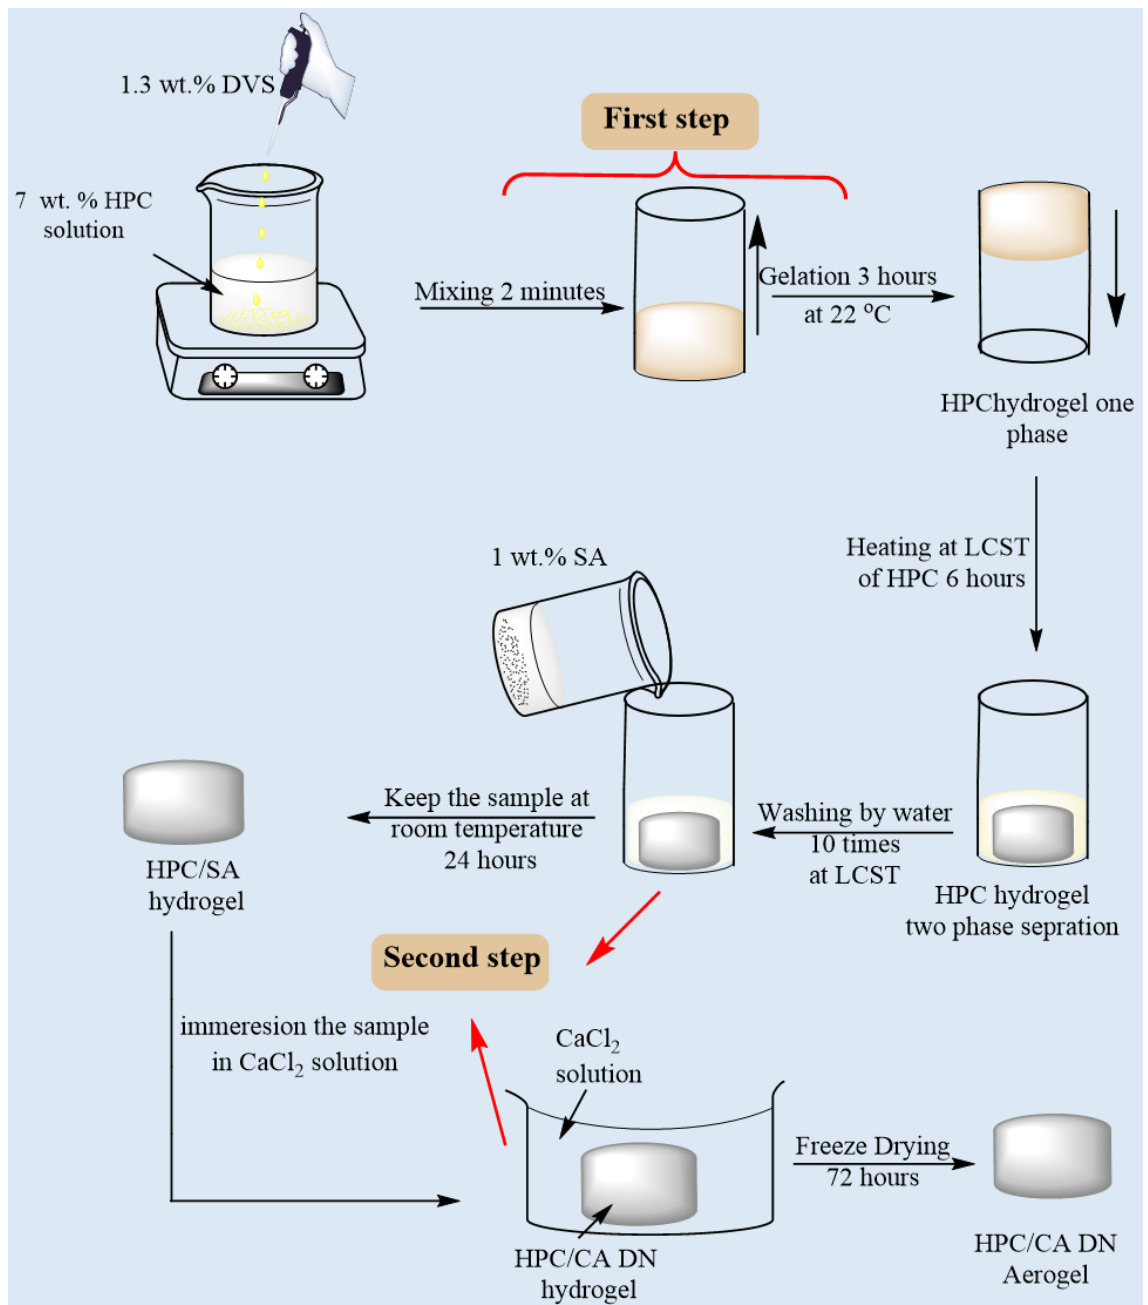 1.3 wt.% DVS
7 wt. % HPC
solution
First step
Mixing 2 minutes
Gelation 3 hours
at 22 °C
HPChydrogel one
phase
Heating at LCST
of HPC 6 hours
1 wt.% SA
Washing by water
10 times
at LCST
HPC hydrogel
two phase sepration
Keep the sample at
room temperature
24 hours
HPC/SA
hydrogel
Second step
immeresion the sample
in CaCl₂ solution
CaCl₂
solution
HPC/CA DN
hydrogel
Freeze Drying
72 hours
HPC/CA DN
Aerogel